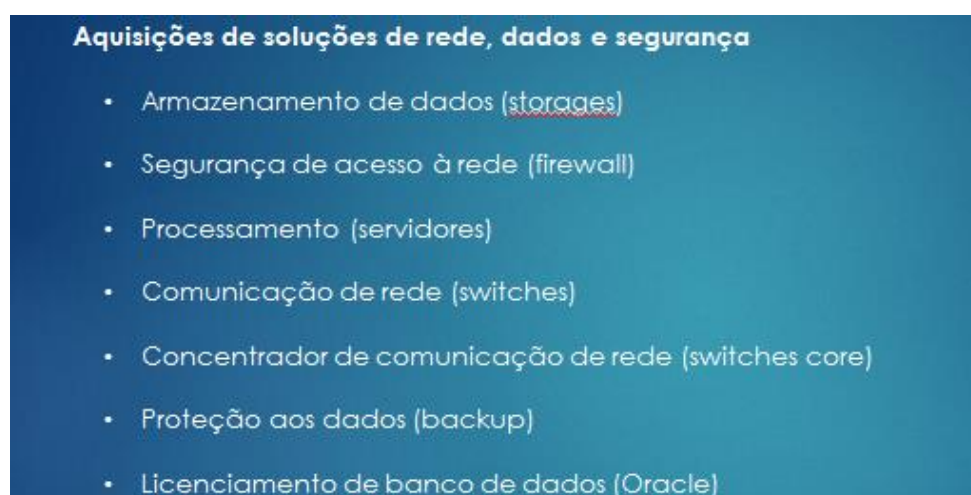 Aquisições de soluções de rede, dados e segurança
• Armazenamento de dados (storages)
• Segurança de acesso à rede (firewall)
• Processamento (servidores)
• Comunicação de rede (switches)
• Concentrador de comunicação de rede (switches core)
• Proteção aos dados (backup)
• Licenciamento de banco de dados (Oracle)